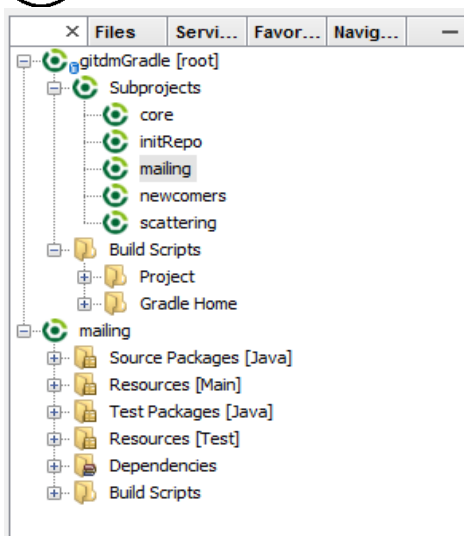 × Files Servi... Favor... Navig... —
gitdmGradle [root]
Subprojects
core
initRepo
mailing
newcomers
scattering
Build Scripts
Project
Gradle Home
mailing
Source Packages [Java]
Resources [Main]
Test Packages [Java]
Resources [Test]
Dependencies
Build Scripts